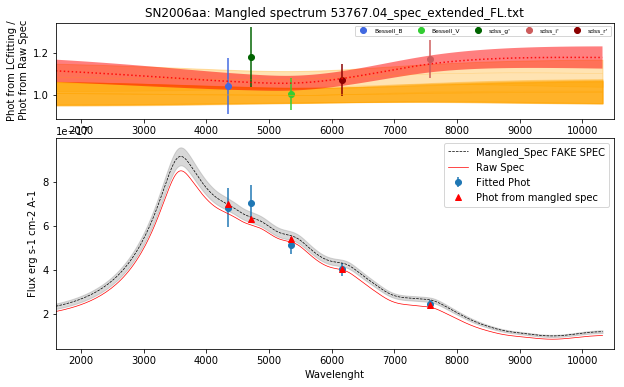 SN2006aa: Mangled spectrum 53767.04_spec_extended_FL.txt
Phot from LCfitting /
Phot from Raw Spec
Bessell_B Bessell_V sdss_g' sdss_i' sdss_r'
1.2
1.0
2000 3000 4000 5000 6000 7000 8000 9000 10000
Flux erg s-1 cm-2 A-1
Mangled_Spec FAKE SPEC
Raw Spec
Fitted Phot
Phot from mangled spec
8
6
4
2
2000 3000 4000 5000 6000 7000 8000 9000 10000
Wavelenght